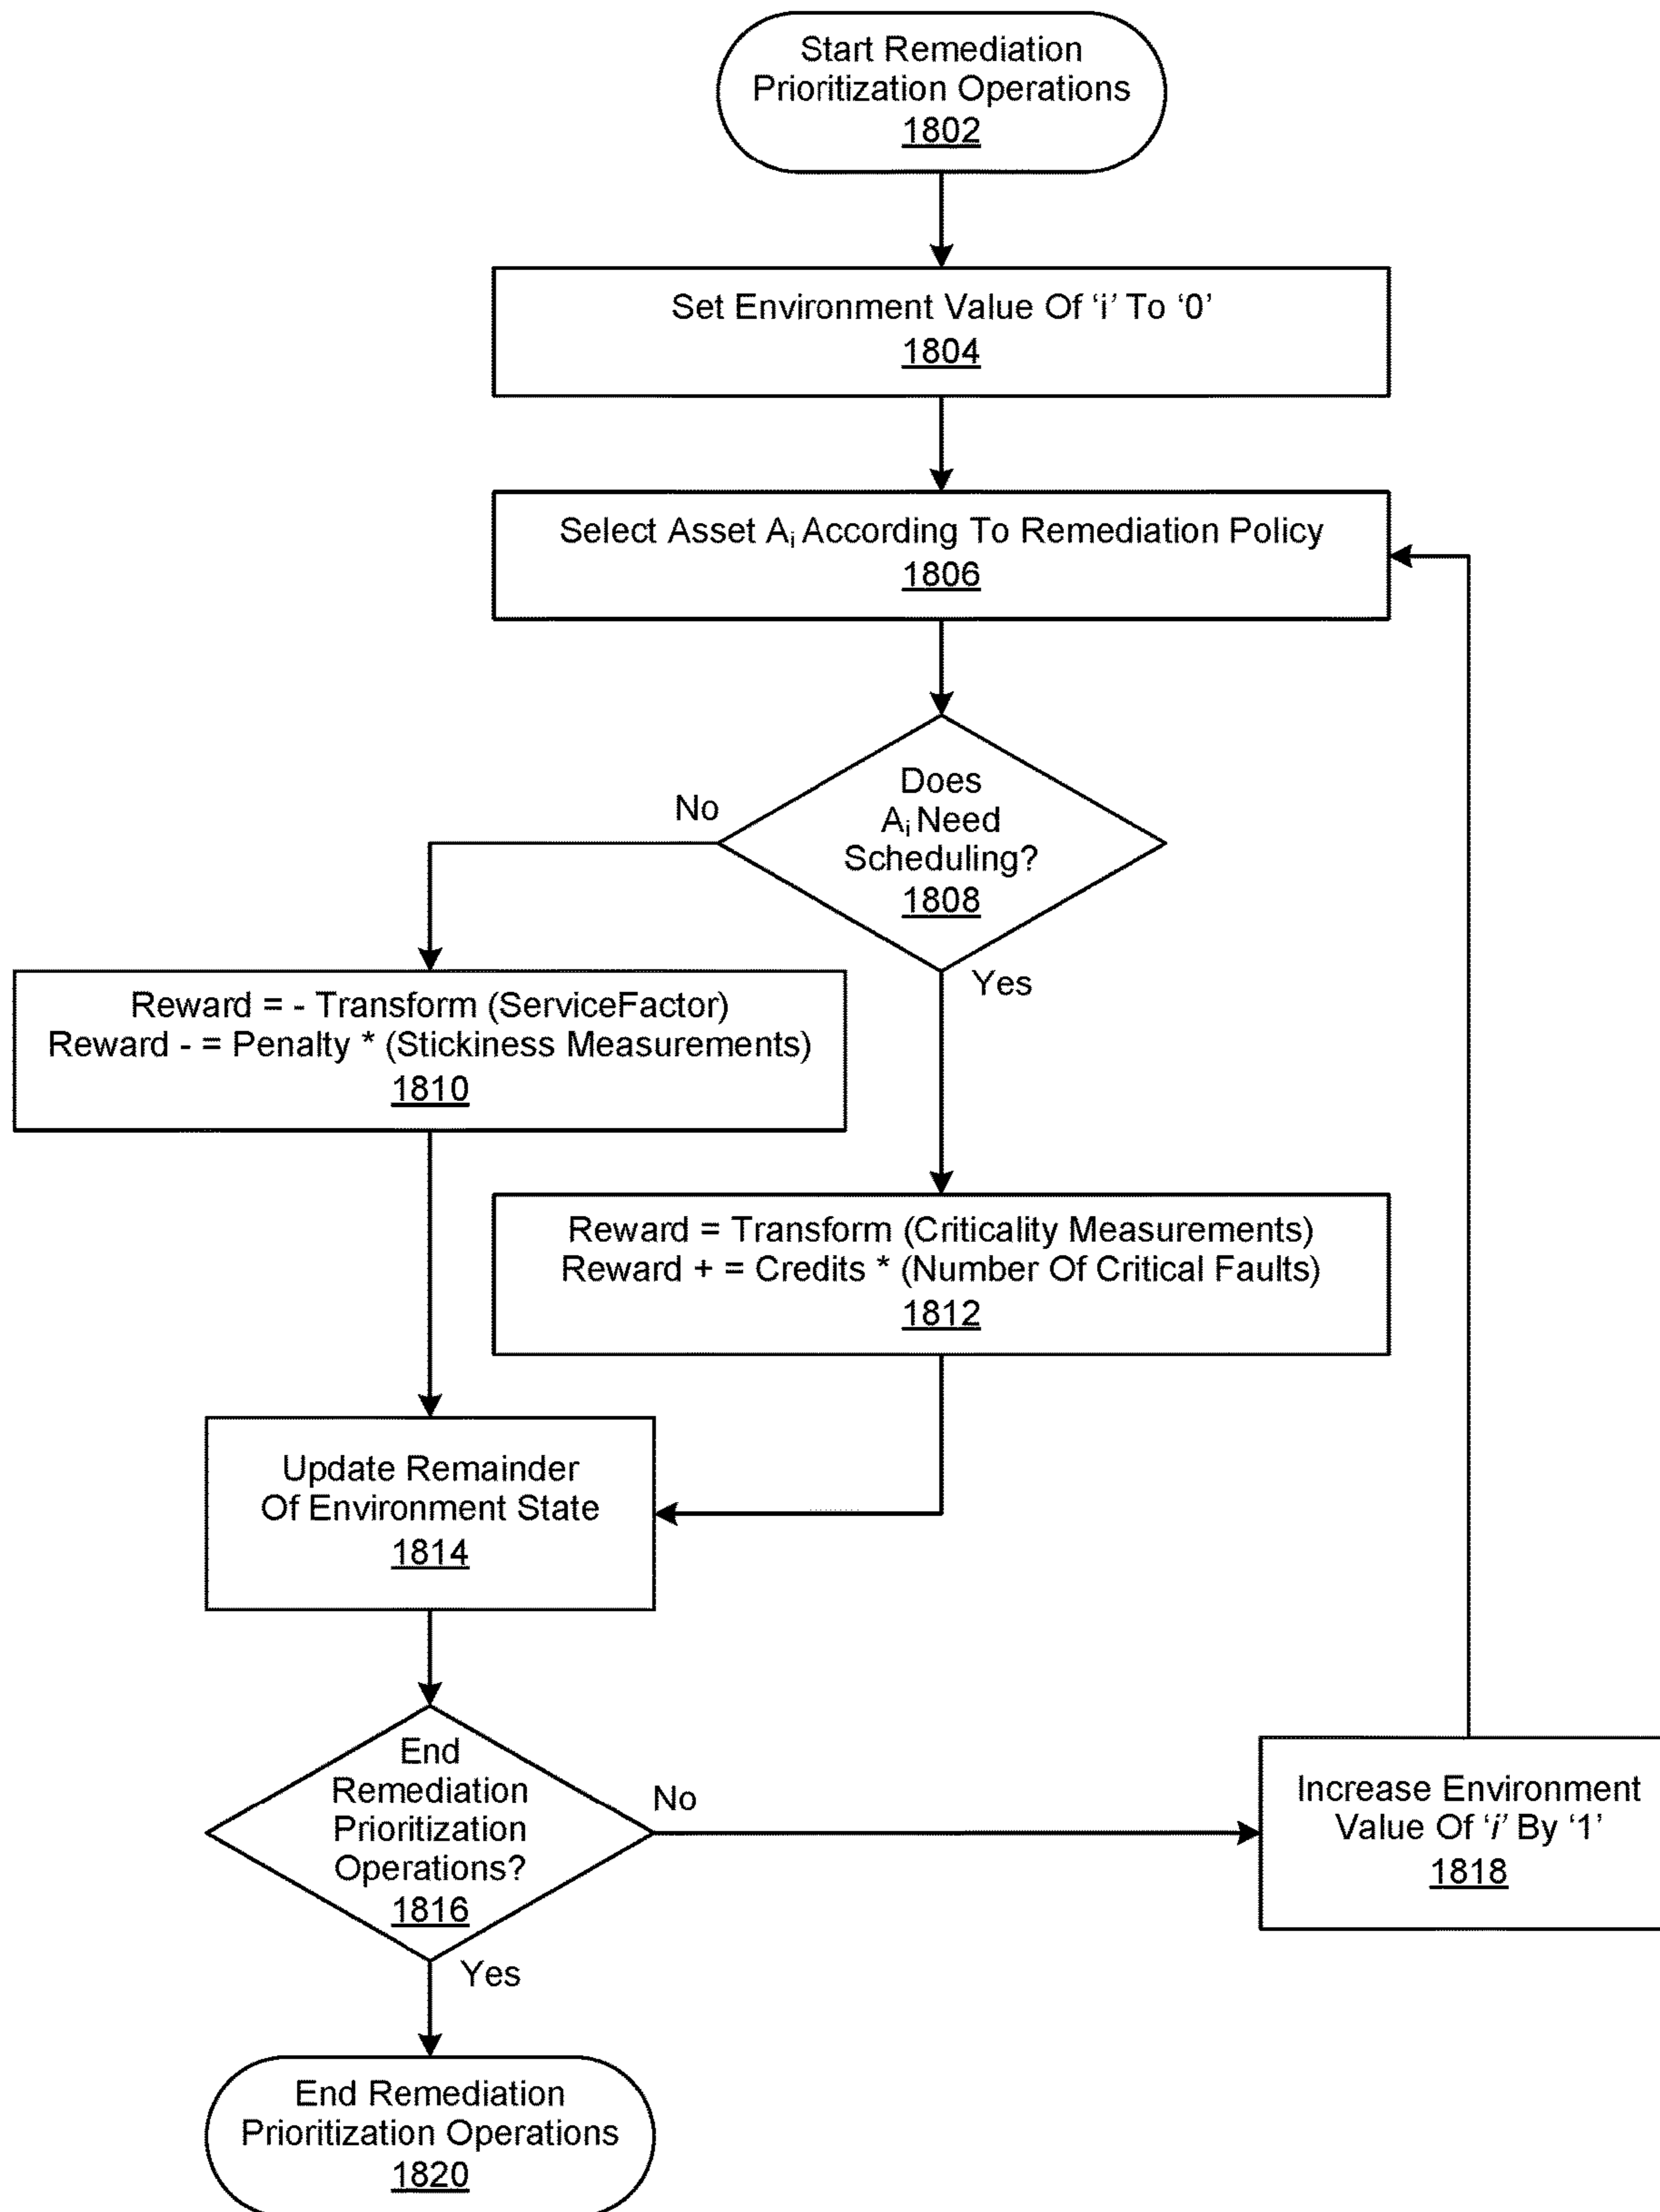 Start Remediation
Prioritization Operations
1802
Set Environment Value Of ‘i’ To ‘0’
1804
Select Asset Ai According To Remediation Policy
1806
Does
Ai Need
Scheduling?
1808
No
Yes
Reward = - Transform (ServiceFactor)
Reward - = Penalty * (Stickiness Measurements)
1810
Reward = Transform (Criticality Measurements)
Reward + = Credits * (Number Of Critical Faults)
1812
Update Remainder
Of Environment State
1814
End
Remediation
Prioritization
Operations?
1816
No
Yes
Increase Environment
Value Of ‘i’ By ‘1’
1818
End Remediation
Prioritization Operations
1820